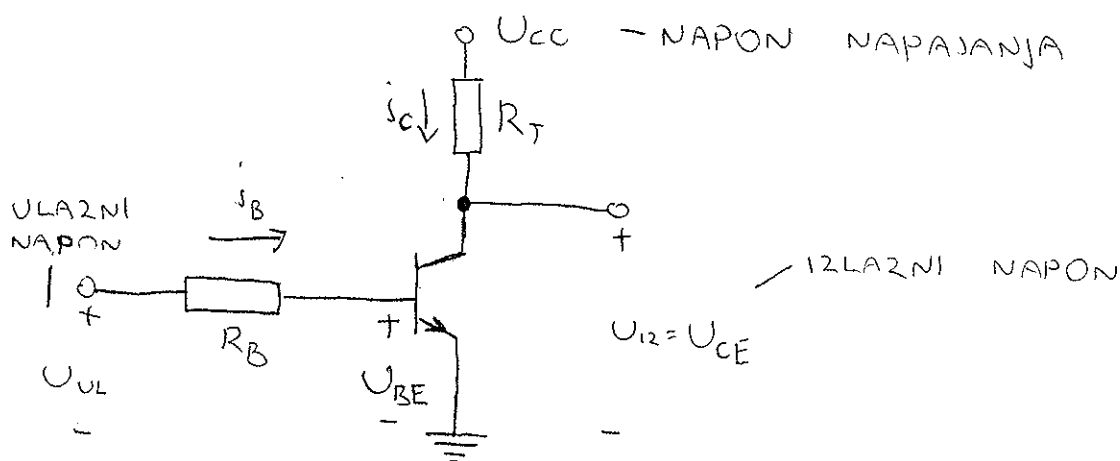 UCC – NAPON NAPAJANJA
iC
RT
ULAZNI
NAPON
iB
+
+
IZLAZNI NAPON
RB
+
UIZ = UCE
UUL
UBE
-
-
-